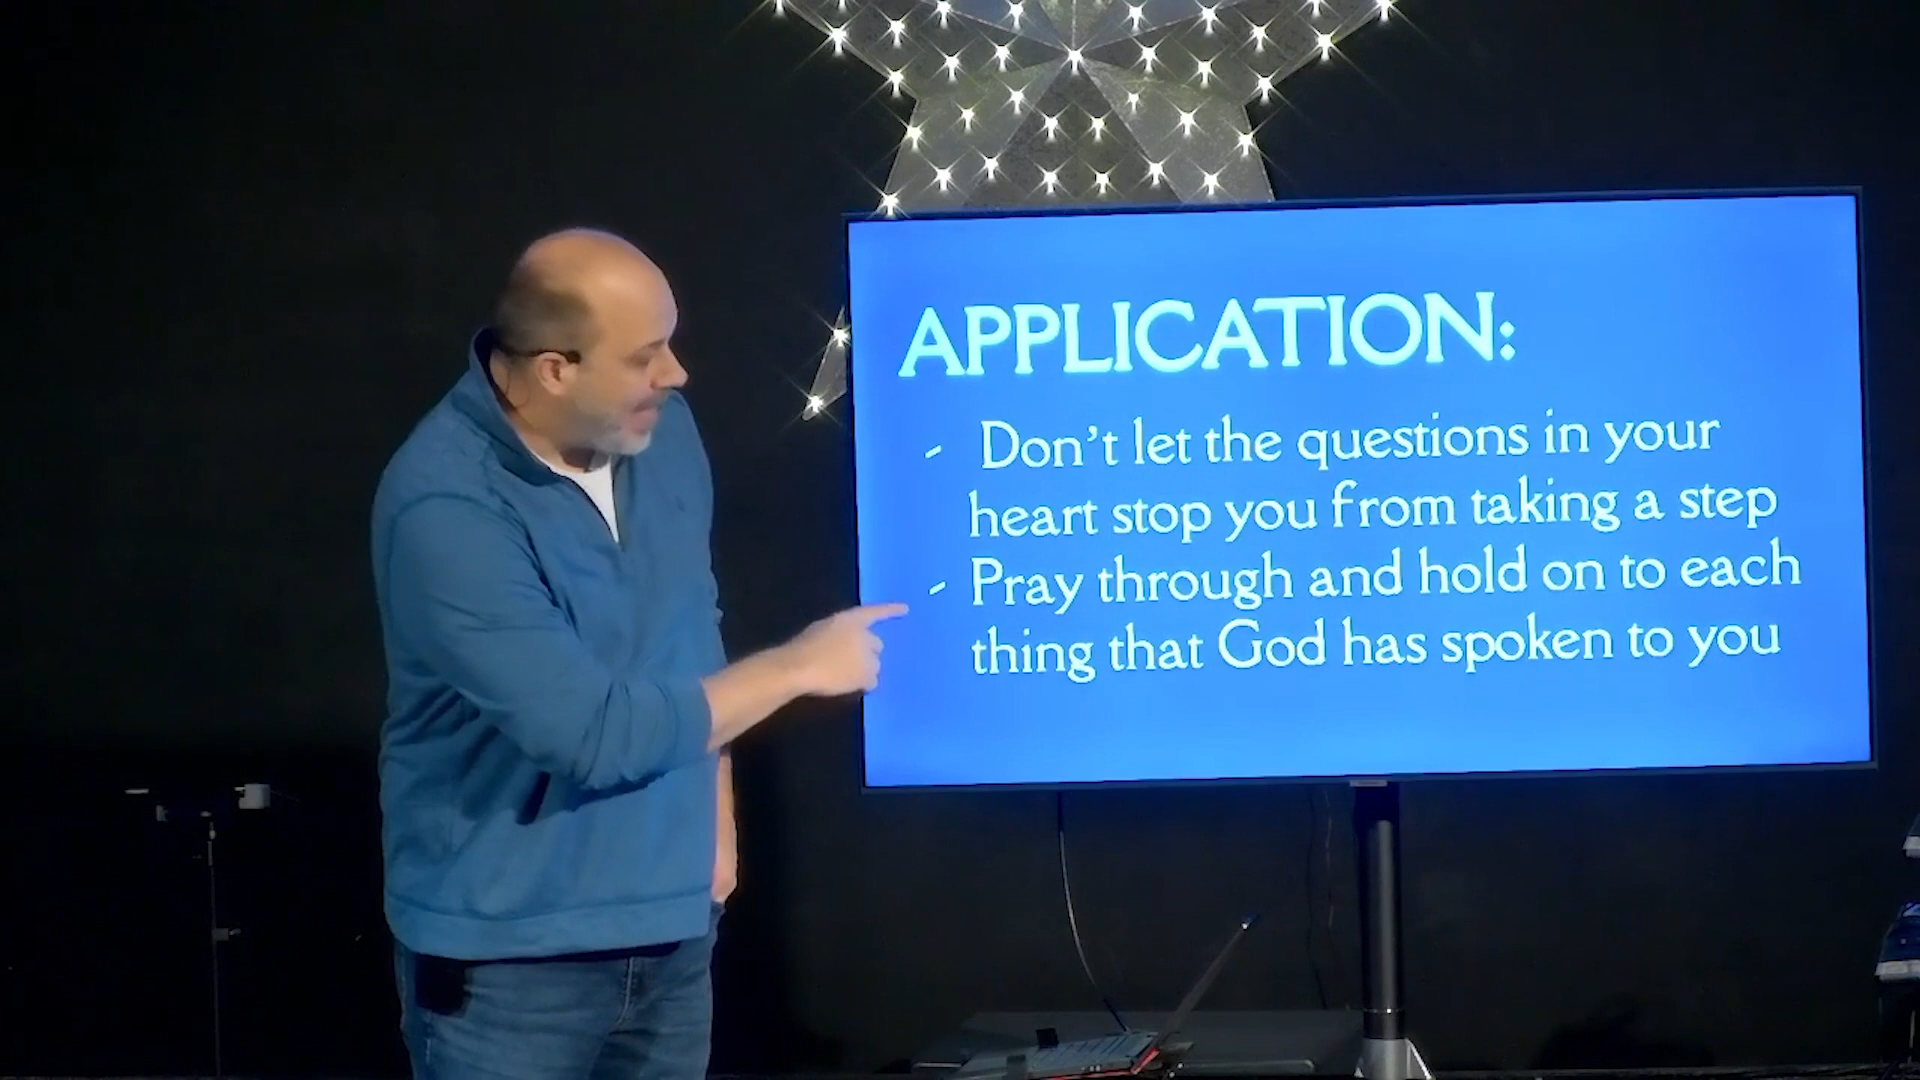 APPLICATION:
- Don't let the questions in your
heart stop you from taking a step
- Pray through and hold on to each
thing that God has spoken to you